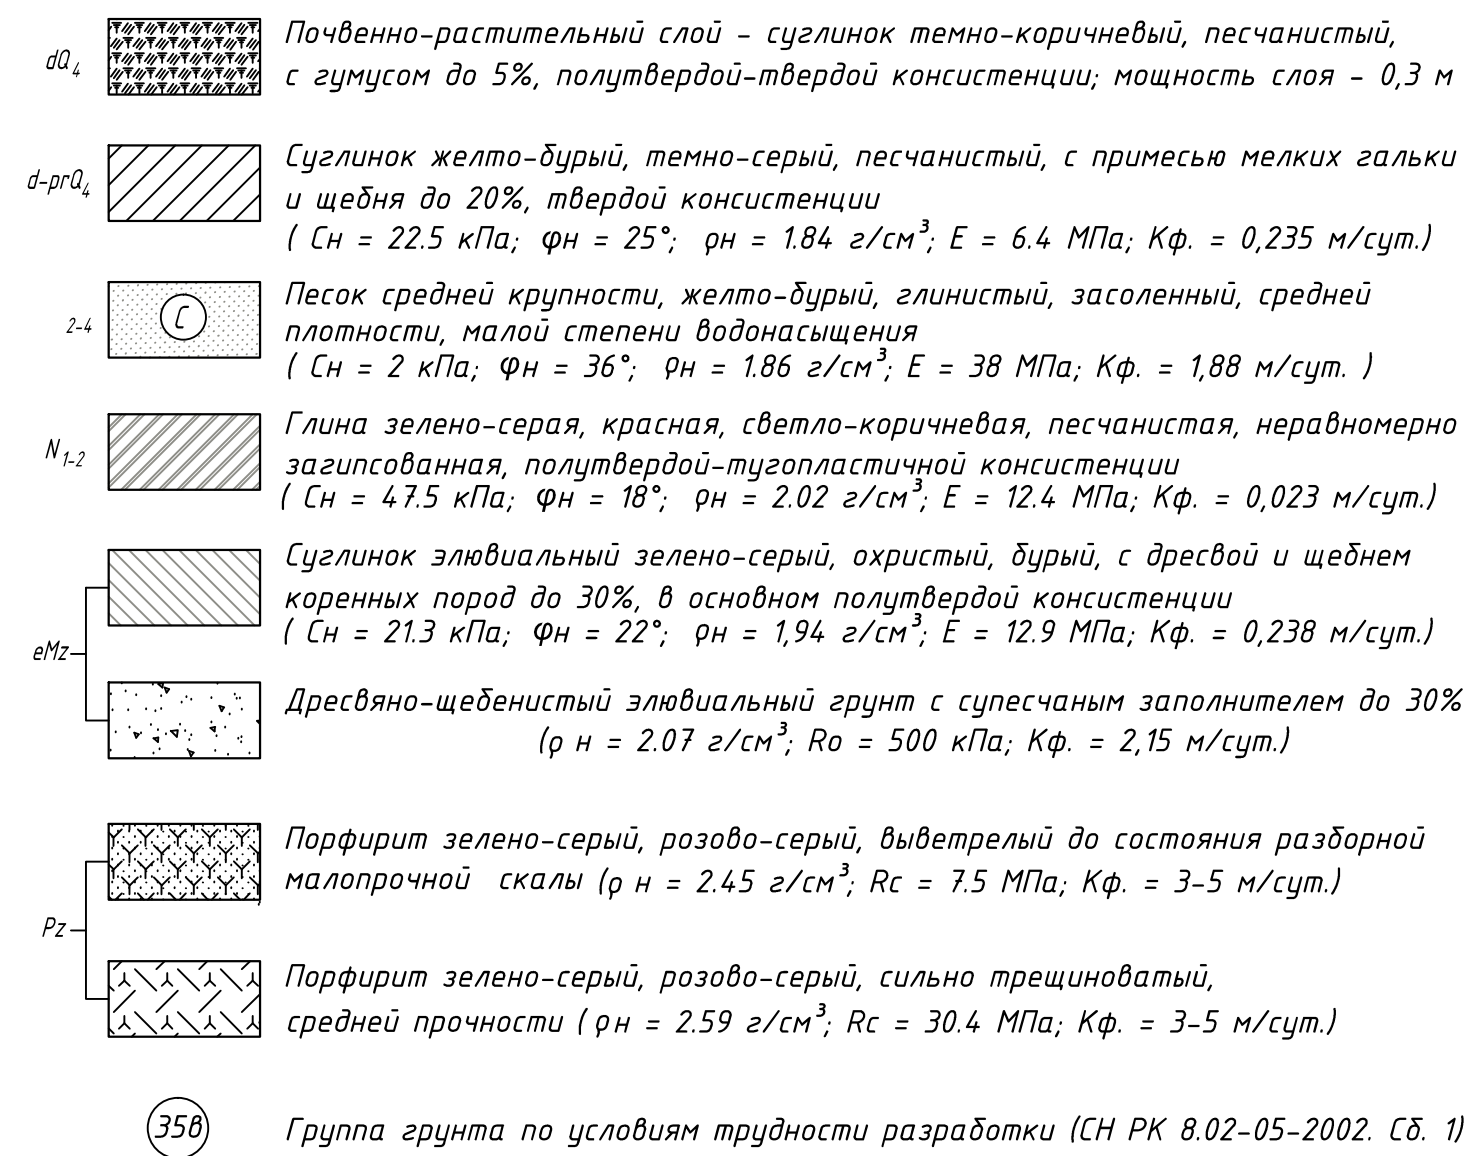 dQ4
Почвенно-растительный слой - суглинок темно-коричневый, песчанистый,
с гумусом до 5%, полутвердой-твердой консистенции; мощность слоя - 0,3 м
d-prQ4
Суглинок желто-бурый, темно-серый, песчанистый, с примесью мелких гальки
и щебня до 20%, твердой консистенции
( Сн = 22.5 кПа; φн = 25°; ρн = 1.84 г/см³; Е = 6.4 МПа; Кф. = 0,235 м/сут.)
2-4
С
Песок средней крупности, желто-бурый, глинистый, засоленный, средней
плотности, малой степени водонасыщения
( Сн = 2 кПа; φн = 36°; ρн = 1.86 г/см³; Е = 38 МПа; Кф. = 1,88 м/сут. )
N1-2
Глина зелено-серая, красная, светло-коричневая, песчанистая, неравномерно
загипсованная, полутвердой-тугопластичной консистенции
( Сн = 47.5 кПа; φн = 18°; ρн = 2.02 г/см³; Е = 12.4 МПа; Кф. = 0,023 м/сут.)
eMz
Суглинок элювиальный зелено-серый, охристый, бурый, с дресвой и щебнем
коренных пород до 30%, в основном полутвердой консистенции
( Сн = 21.3 кПа; φн = 22°; ρн = 1,94 г/см³; Е = 12.9 МПа; Кф. = 0,238 м/сут.)
Дресвяно-щебенистый элювиальный грунт с супесчаным заполнителем до 30%
(ρ н = 2.07 г/см³; Ro = 500 кПа; Кф. = 2,15 м/сут.)
Pz
Порфирит зелено-серый, розово-серый, выветрелый до состояния разборной
малопрочной скалы (ρ н = 2.45 г/см³; Rc = 7.5 МПа; Кф. = 3-5 м/сут.)
Порфирит зелено-серый, розово-серый, сильно трещиноватый,
средней прочности ( ρн = 2.59 г/см³; Rc = 30.4 МПа; Кф. = 3-5 м/сут.)
35в
Группа грунта по условиям трудности разработки (СН РК 8.02-05-2002. Сб. 1)